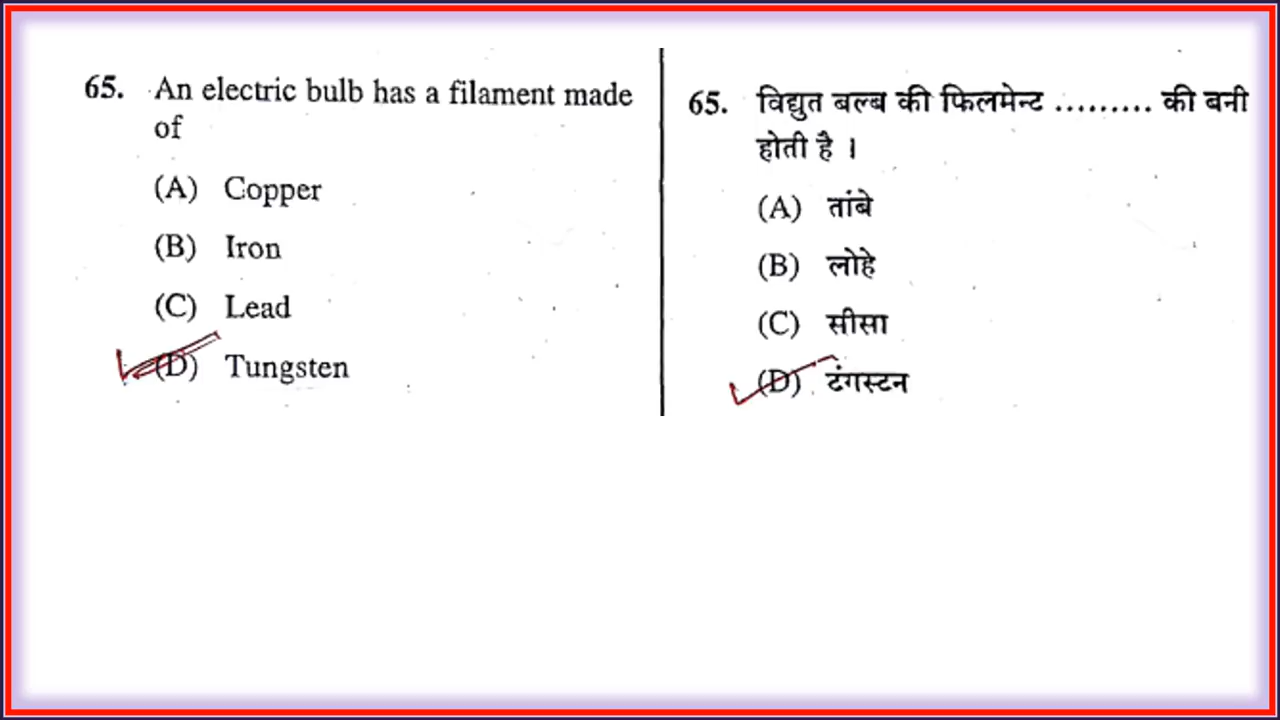 65. An electric bulb has a filament made
of
(A) Copper
(B) Iron
(C) Lead
(D) Tungsten
65. विद्युत बल्ब की फिलमेन्ट ......... की बनी
होती है ।
(A) तांबे
(B) लोहे
(C) सीसा
(D) टंगस्टन